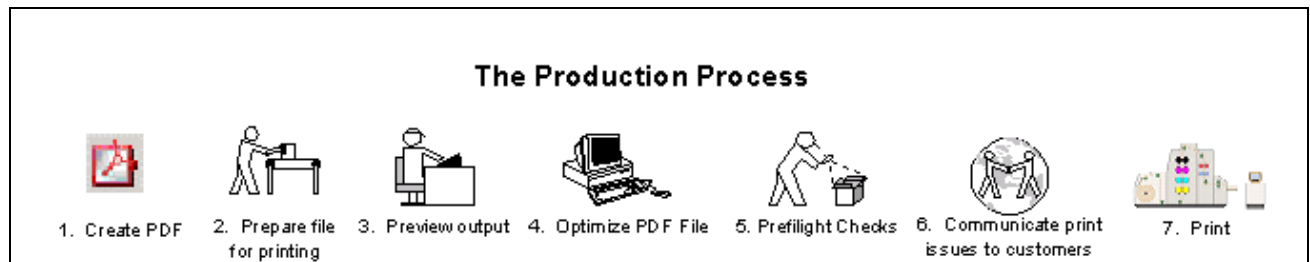 The Production Process
1. Create PDF
2. Prepare file
for printing
3. Preview output
4. Optimize PDF File
5. Prefilight Checks
6. Communicate print
issues to customers
7. Print